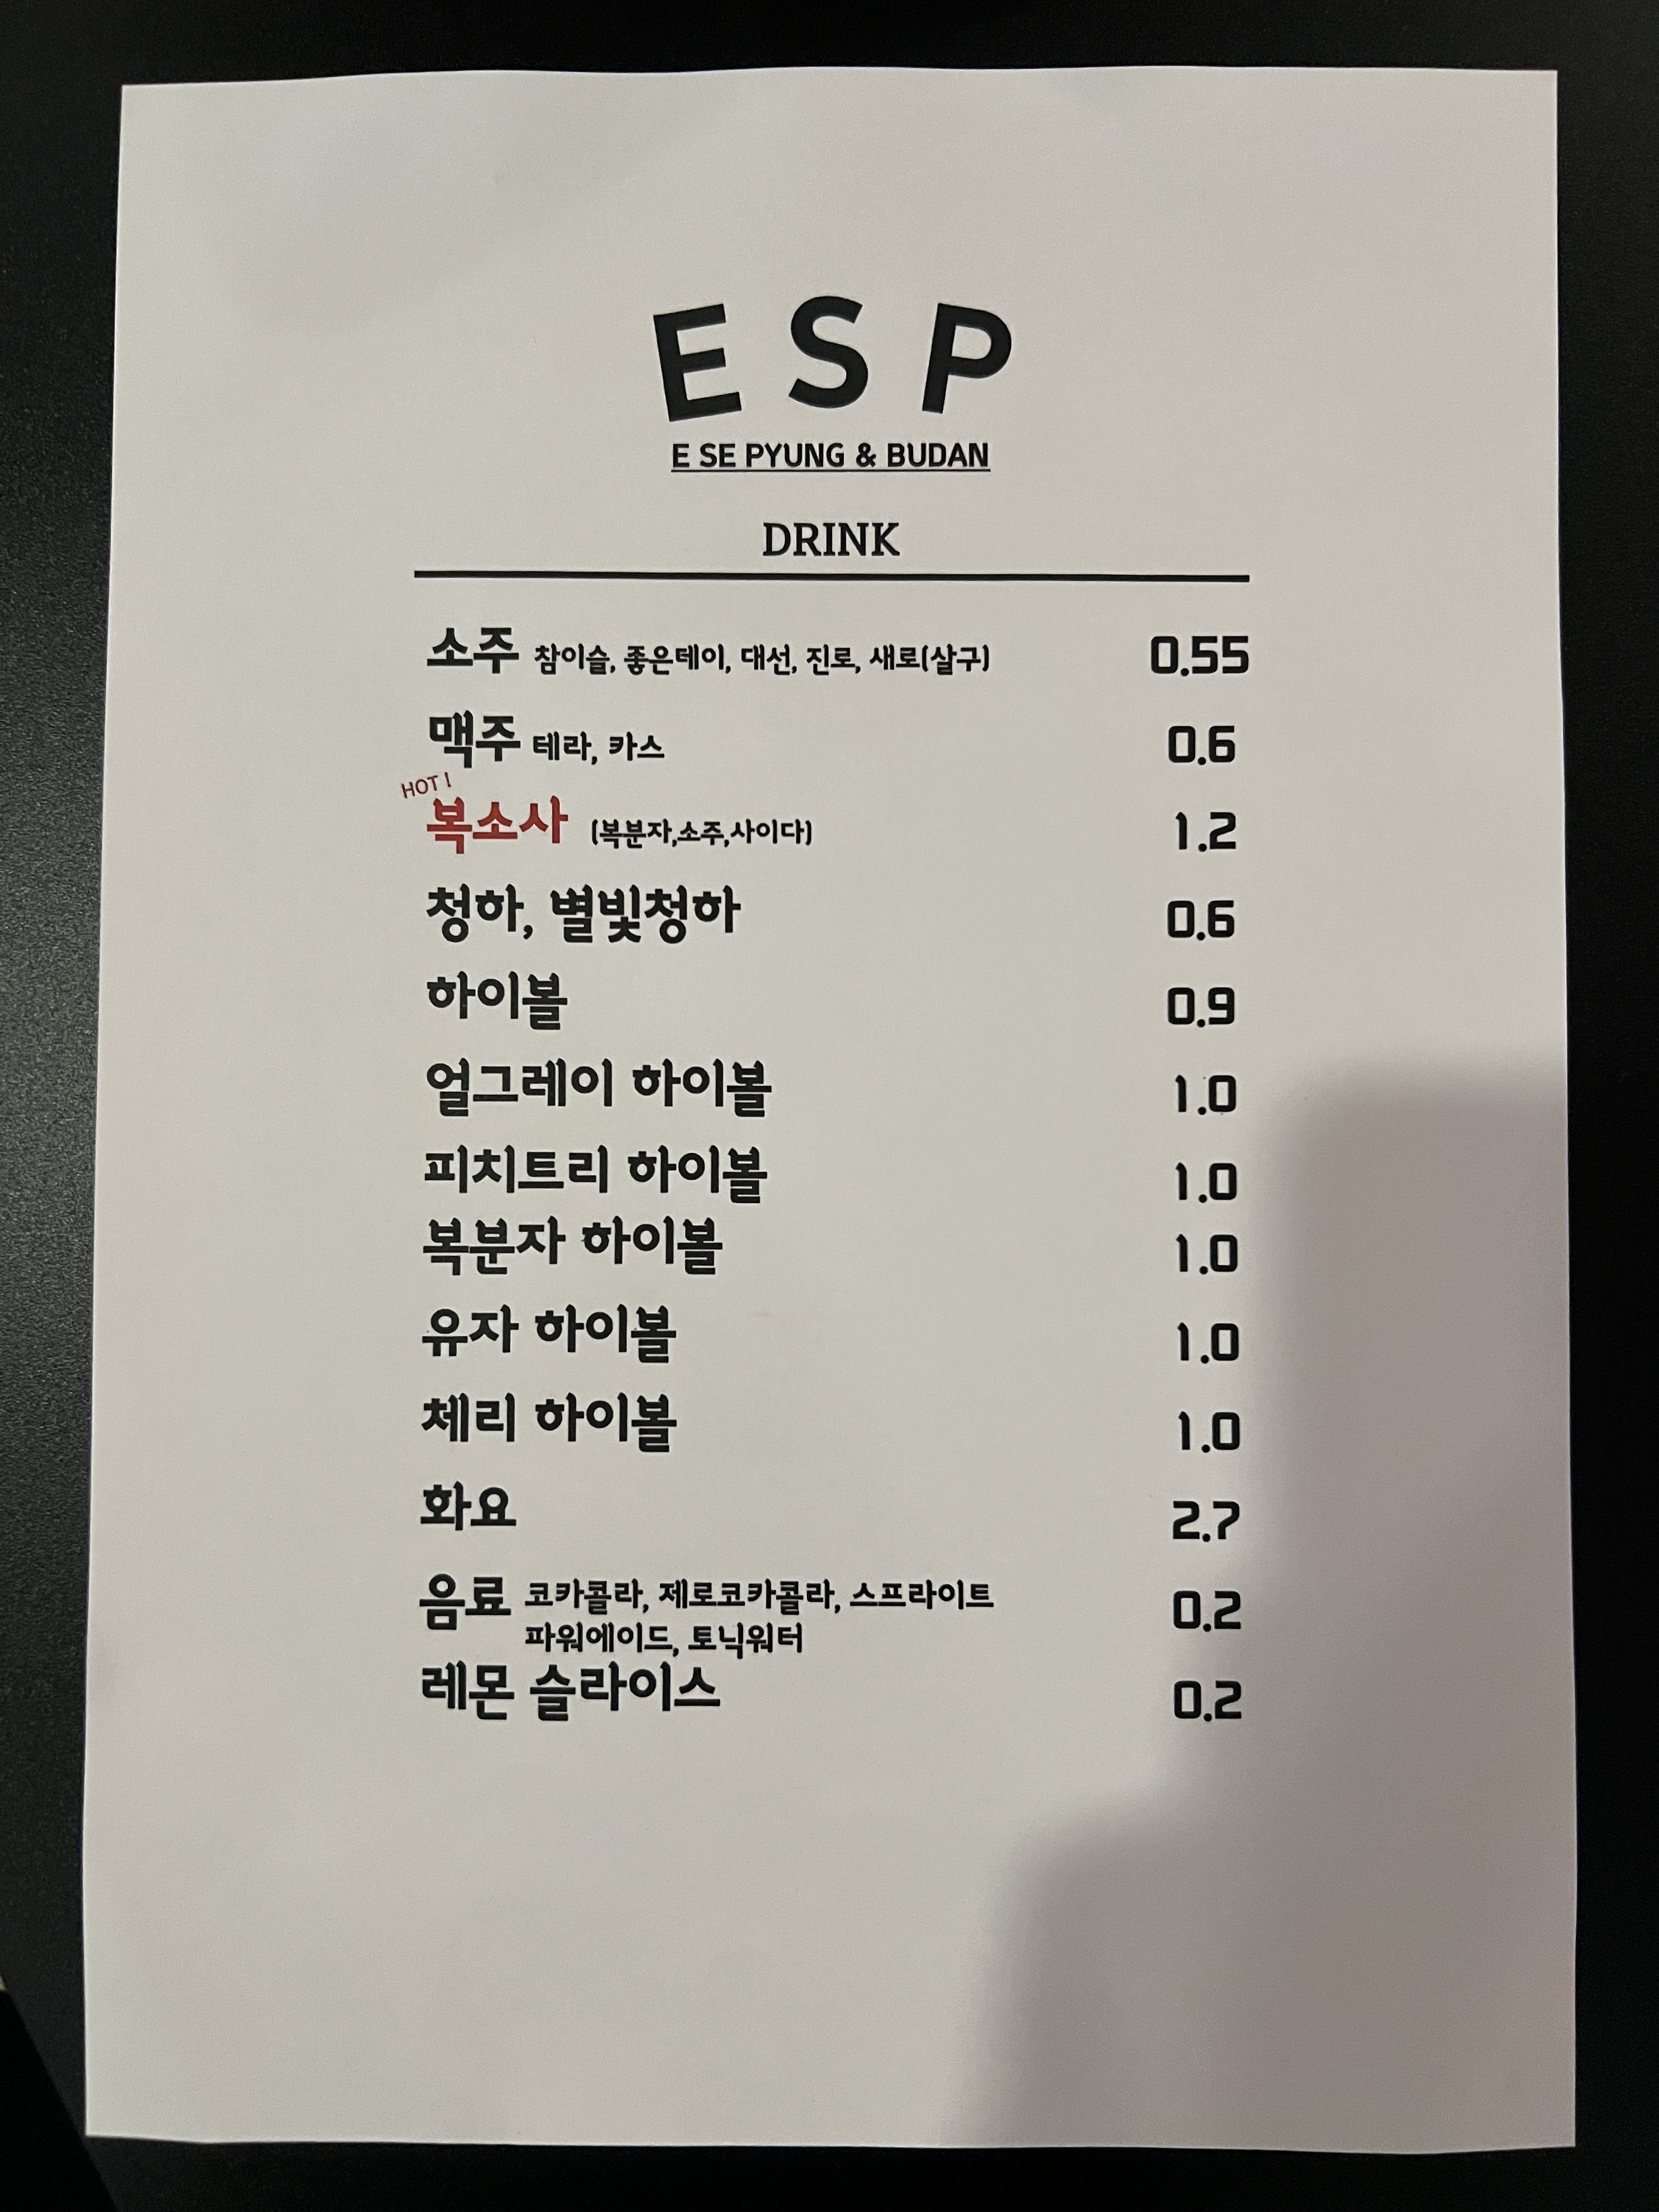 E S P
E SE PYUNG & BUDAN
DRINK
소주 참이슬, 좋은데이, 대선, 진로, 새로(살구) 0.55
맥주 테라, 카스 0.6
HOT !
복소사 (복분자,소주,사이다) 1.2
청하, 별빛청하 0.6
하이볼 0.9
얼그레이 하이볼 1.0
피치트리 하이볼 1.0
복분자 하이볼 1.0
유자 하이볼 1.0
체리 하이볼 1.0
화요 2.7
음료 코카콜라, 제로코카콜라, 스프라이트 0.2
파워에이드, 토닉워터
레몬 슬라이스 0.2